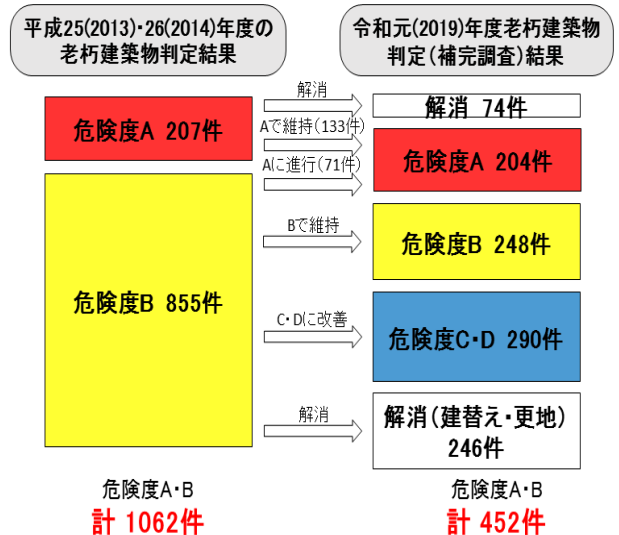 平成25(2013)・26(2014)年度の
老朽建築物判定結果
令和元(2019)年度老朽建築物
判定(補完調査)結果
危険度A 207件
危険度B 855件
解消
Aで維持(133件)
Aに進行(71件)
Bで維持
C・Dに改善
解消
解消 74件
危険度A 204件
危険度B 248件
危険度C・D 290件
解消(建替え・更地)
246件
危険度A・B
計 1062件
危険度A・B
計 452件